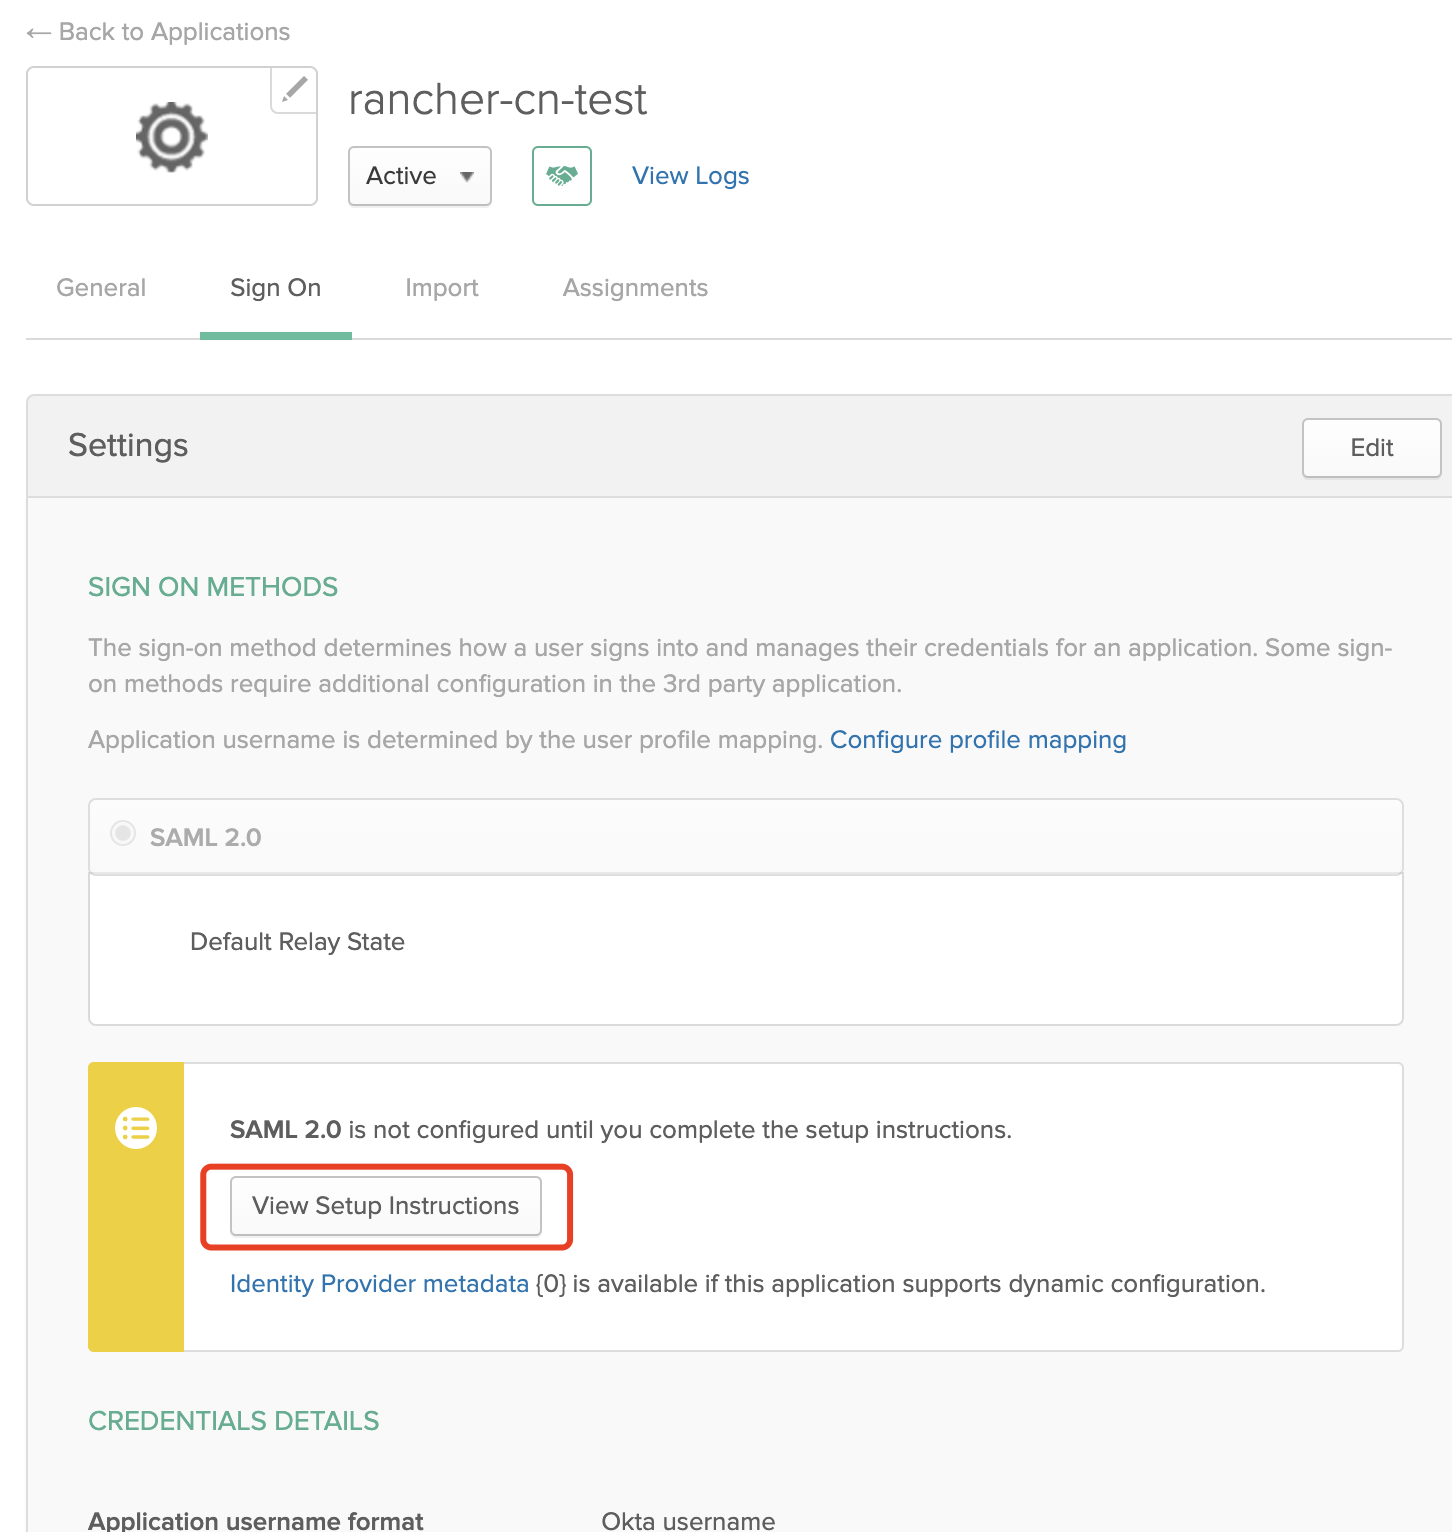 ← Back to Applications
rancher-cn-test
Active
View Logs
General
Sign On
Import
Assignments
Settings
Edit
SIGN ON METHODS
The sign-on method determines how a user signs into and manages their credentials for an application. Some sign-
on methods require additional configuration in the 3rd party application.
Application username is determined by the user profile mapping. Configure profile mapping
SAML 2.0
Default Relay State
SAML 2.0 is not configured until you complete the setup instructions.
View Setup Instructions
Identity Provider metadata {0} is available if this application supports dynamic configuration.
CREDENTIALS DETAILS
Application username format
Okta username